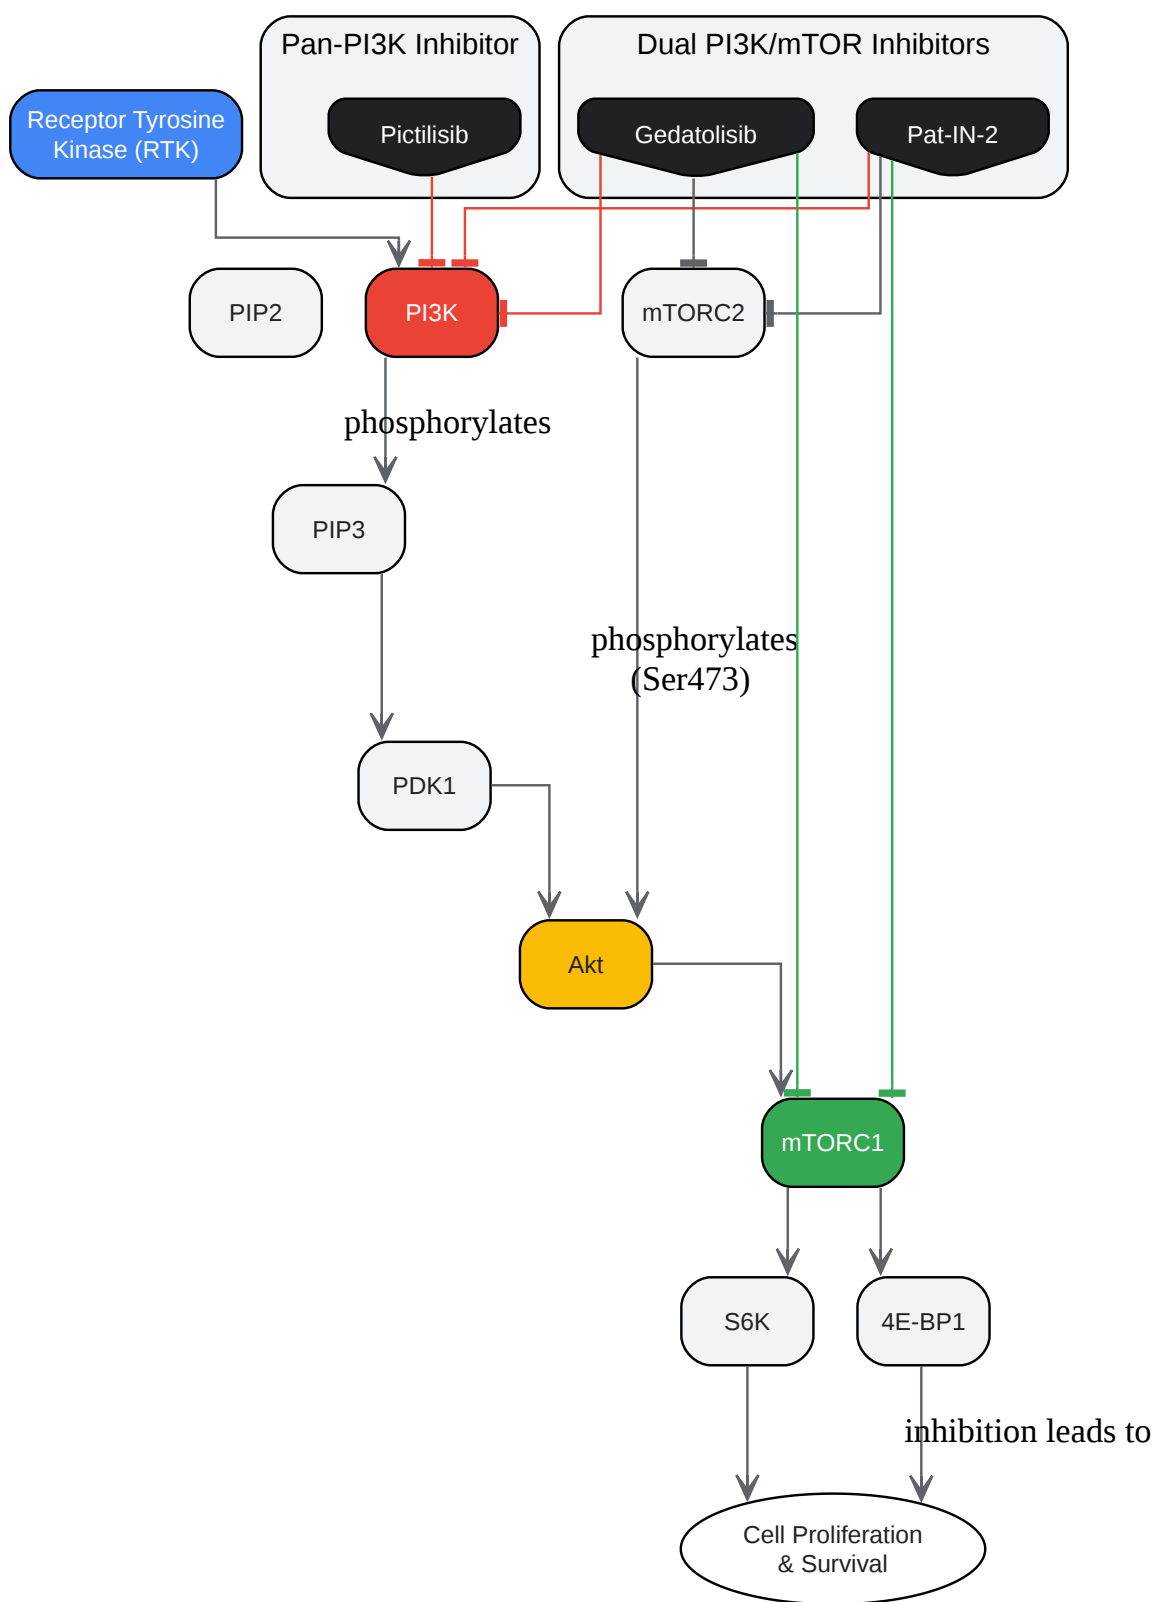 Pan-PI3K Inhibitor
Dual PI3K/mTOR Inhibitors
Receptor Tyrosine
Kinase (RTK)
Pictilisib
Gedatolisib
Pat-IN-2
PIP2
PI3K
mTORC2
phosphorylates
PIP3
phosphorylates
(Ser473)
PDK1
Akt
mTORC1
S6K
4E-BP1
inhibition leads to
Cell Proliferation
& Survival